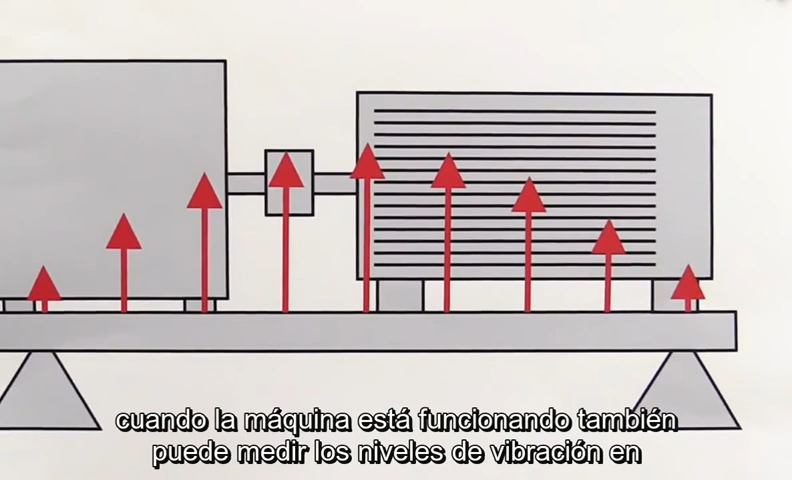 cuando la máquina está funcionando también
puede medir los niveles de vibración en